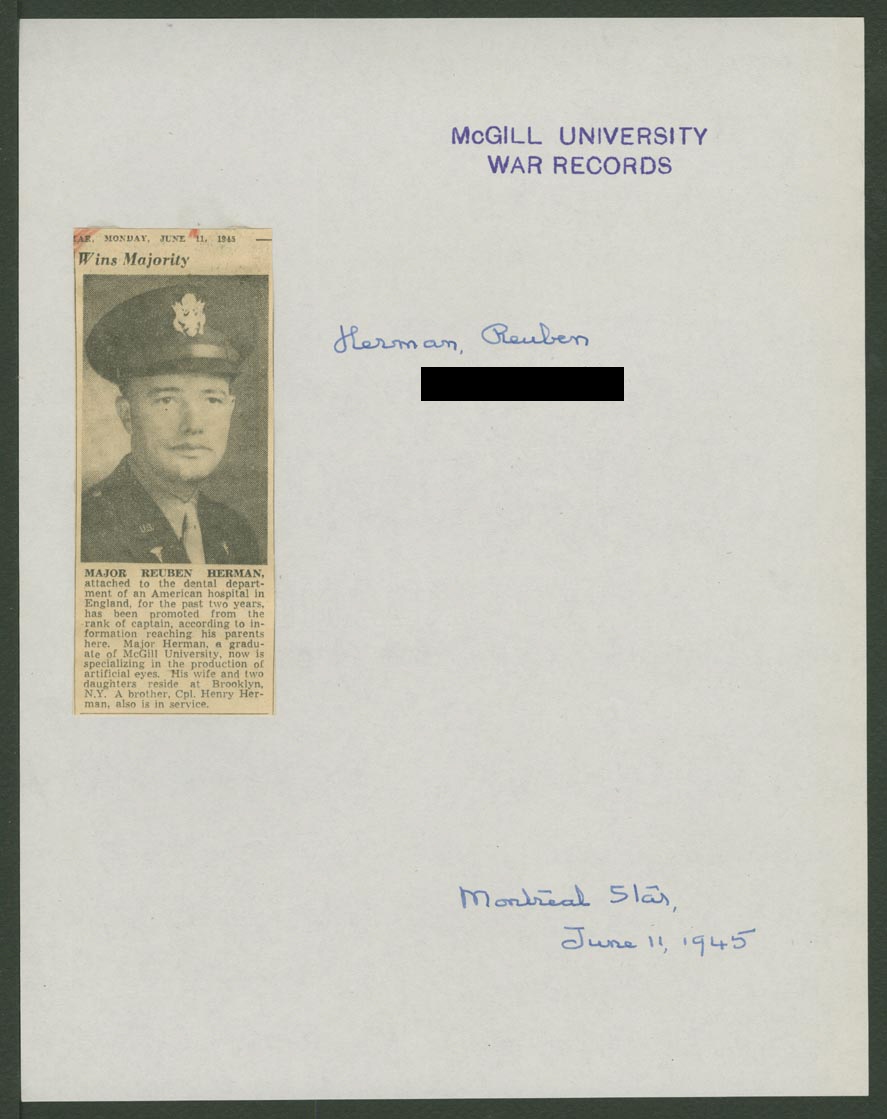 McGILL UNIVERSITY
WAR RECORDS
TAR, MONDAY, JUNE 11, 1945
Wins Majority
Herman, Reuben
U.S.
MAJOR REUBEN HERMAN,
attached to the dental depart-
ment of an American hospital in
England, for the past two years,
has been promoted from the
rank of captain, according to in-
formation reaching his parents
here. Major Herman, a gradu-
ate of McGill University, now is
specializing in the production of
artificial eyes. His wife and two
daughters reside at Brooklyn,
N.Y. A brother, Cpl. Henry Her-
man, also is in service.
Montreal Star,
June 11, 1945